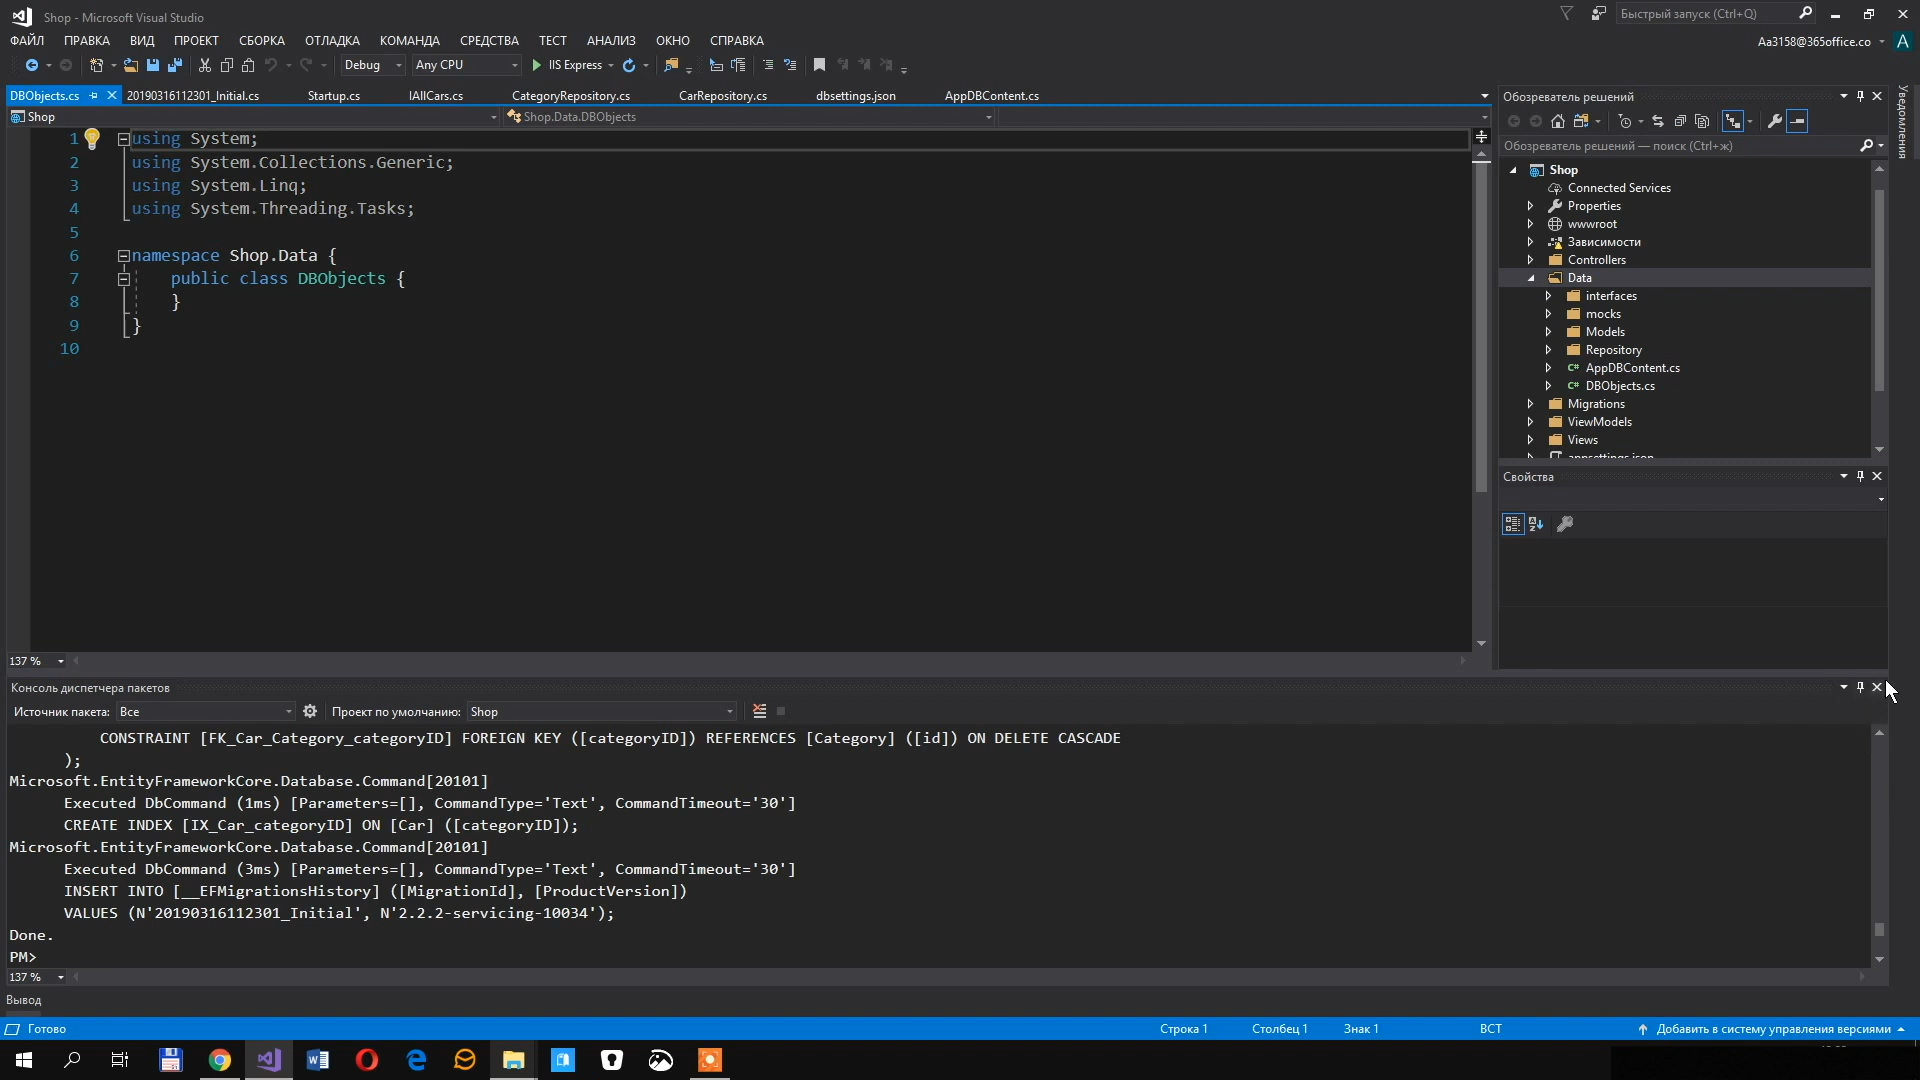 Shop - Microsoft Visual Studio
Быстрый запуск (Ctrl+Q)
ФАЙЛ ПРАВКА ВИД ПРОЕКТ СБОРКА ОТЛАДКА КОМАНДА СРЕДСТВА ТЕСТ АНАЛИЗ ОКНО СПРАВКА
Aa3158@365office.co A
Debug Any CPU IIS Express
DBObjects.cs 20190316112301_Initial.cs Startup.cs IAllCars.cs CategoryRepository.cs CarRepository.cs dbsettings.json AppDBContent.cs
Shop Shop.Data.DBObjects
1 using System;
2 using System.Collections.Generic;
3 using System.Linq;
4 using System.Threading.Tasks;
5
6 namespace Shop.Data {
7 public class DBObjects {
8 }
9 }
10
137 %
Обозреватель решений
Обозреватель решений — поиск (Ctrl+ж)
Shop
Connected Services
Properties
wwwroot
Зависимости
Controllers
Data
interfaces
mocks
Models
Repository
C# AppDBContent.cs
C# DBObjects.cs
Migrations
ViewModels
Views
appsettings.json
Уведомления
Свойства
Консоль диспетчера пакетов
Источник пакета: Все Проект по умолчанию: Shop
CONSTRAINT [FK_Car_Category_categoryID] FOREIGN KEY ([categoryID]) REFERENCES [Category] ([id]) ON DELETE CASCADE
);
Microsoft.EntityFrameworkCore.Database.Command[20101]
Executed DbCommand (1ms) [Parameters=[], CommandType='Text', CommandTimeout='30']
CREATE INDEX [IX_Car_categoryID] ON [Car] ([categoryID]);
Microsoft.EntityFrameworkCore.Database.Command[20101]
Executed DbCommand (3ms) [Parameters=[], CommandType='Text', CommandTimeout='30']
INSERT INTO [__EFMigrationsHistory] ([MigrationId], [ProductVersion])
VALUES (N'20190316112301_Initial', N'2.2.2-servicing-10034');
Done.
PM>
137 %
Вывод
Готово Строка 1 Столбец 1 Знак 1 ВСТ Добавить в систему управления версиями